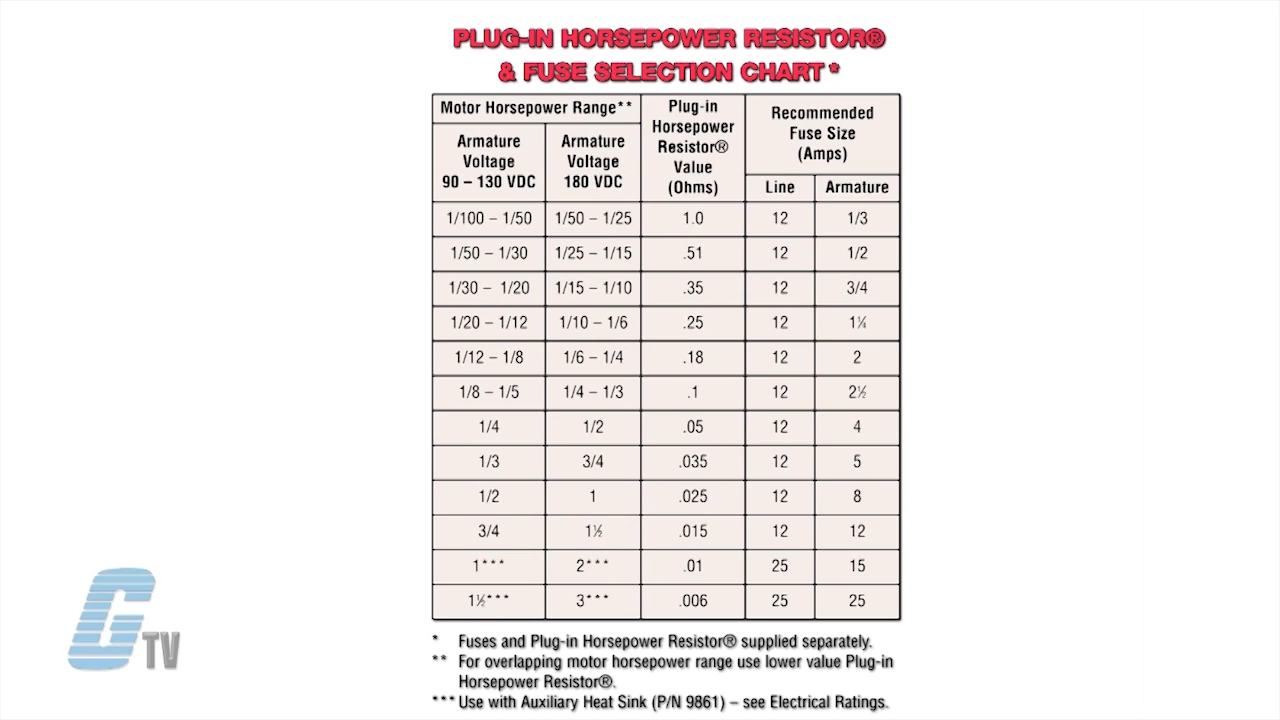 PLUG-IN HORSEPOWER RESISTOR®
& FUSE SELECTION CHART*
Motor Horsepower Range**
Armature
Voltage
90 – 130 VDC
Armature
Voltage
180 VDC
Plug-in
Horsepower
Resistor®
Value
(Ohms)
Recommended
Fuse Size
(Amps)
Line Armature
1/100 – 1/50 1/50 – 1/25 1.0 12 1/3
1/50 – 1/30 1/25 – 1/15 .51 12 1/2
1/30 – 1/20 1/15 – 1/10 .35 12 3/4
1/20 – 1/12 1/10 – 1/6 .25 12 1¼
1/12 – 1/8 1/6 – 1/4 .18 12 2
1/8 – 1/5 1/4 – 1/3 .1 12 2½
1/4 1/2 .05 12 4
1/3 3/4 .035 12 5
1/2 1 .025 12 8
3/4 1½ .015 12 12
1*** 2*** .01 25 15
1½*** 3*** .006 25 25
* Fuses and Plug-in Horsepower Resistor® supplied separately.
** For overlapping motor horsepower range use lower value Plug-in
Horsepower Resistor®.
*** Use with Auxiliary Heat Sink (P/N 9861) – see Electrical Ratings.
G TV